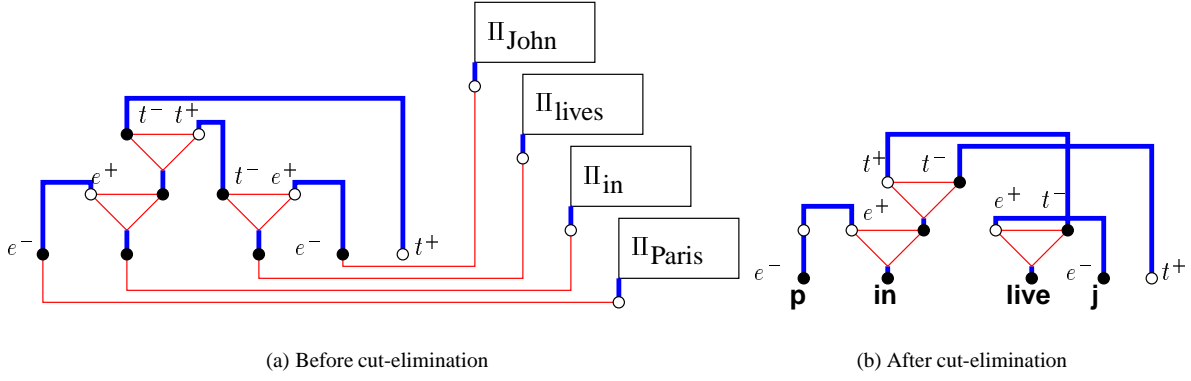 Π_John
Π_lives
Π_in
Π_Paris
t⁻ t⁺
e⁺ t⁻ e⁺
e⁻ e⁻ t⁺
t⁺ t⁻
e⁺ e⁺ t⁻
e⁻ e⁻ t⁺
p in live j
(a) Before cut-elimination
(b) After cut-elimination